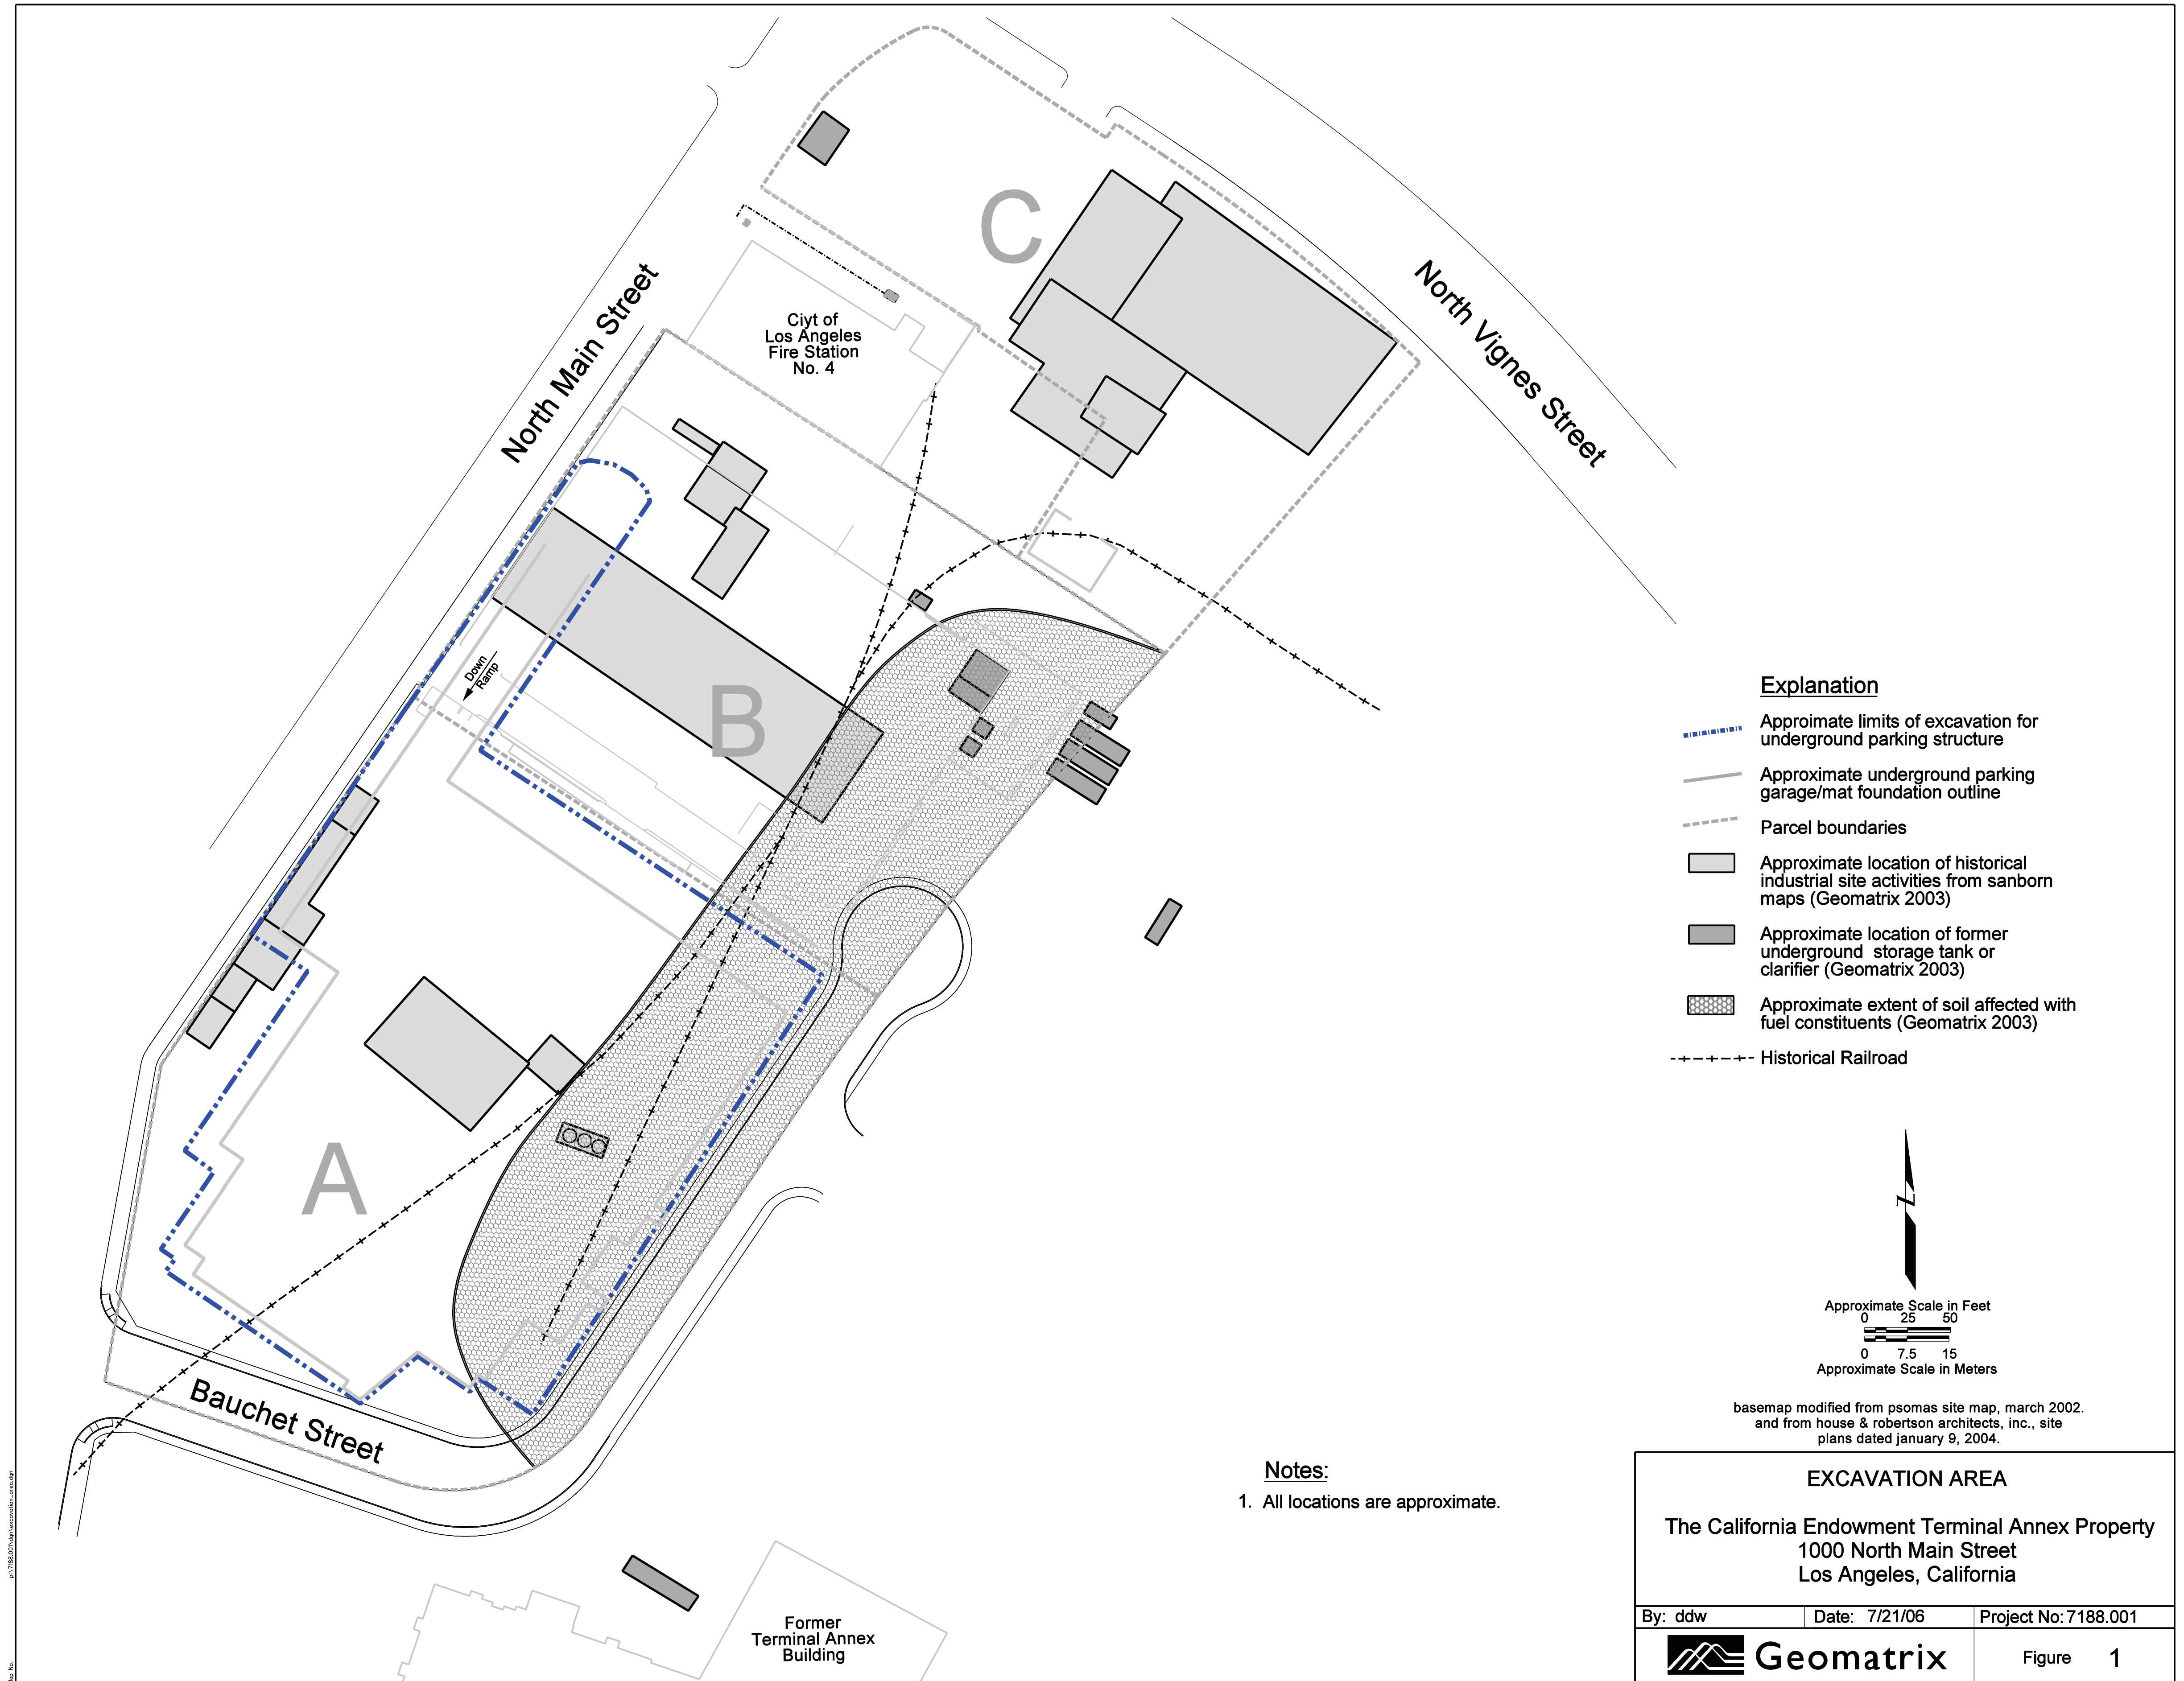 C
North Main Street
North Vignes Street
Ciyt of
Los Angeles
Fire Station
No. 4
Down
Ramp
B
A
Bauchet Street
Former
Terminal Annex
Building
Explanation
Approimate limits of excavation for
underground parking structure
Approximate underground parking
garage/mat foundation outline
Parcel boundaries
Approximate location of historical
industrial site activities from sanborn
maps (Geomatrix 2003)
Approximate location of former
underground storage tank or
clarifier (Geomatrix 2003)
Approximate extent of soil affected with
fuel constituents (Geomatrix 2003)
Historical Railroad
N
Approximate Scale in Feet
0 25 50
0 7.5 15
Approximate Scale in Meters
basemap modified from psomas site map, march 2002.
and from house & robertson architects, inc., site
plans dated january 9, 2004.
Notes:
1. All locations are approximate.
EXCAVATION AREA
The California Endowment Terminal Annex Property
1000 North Main Street
Los Angeles, California
By: ddw
Date: 7/21/06
Project No: 7188.001
Geomatrix
Figure 1